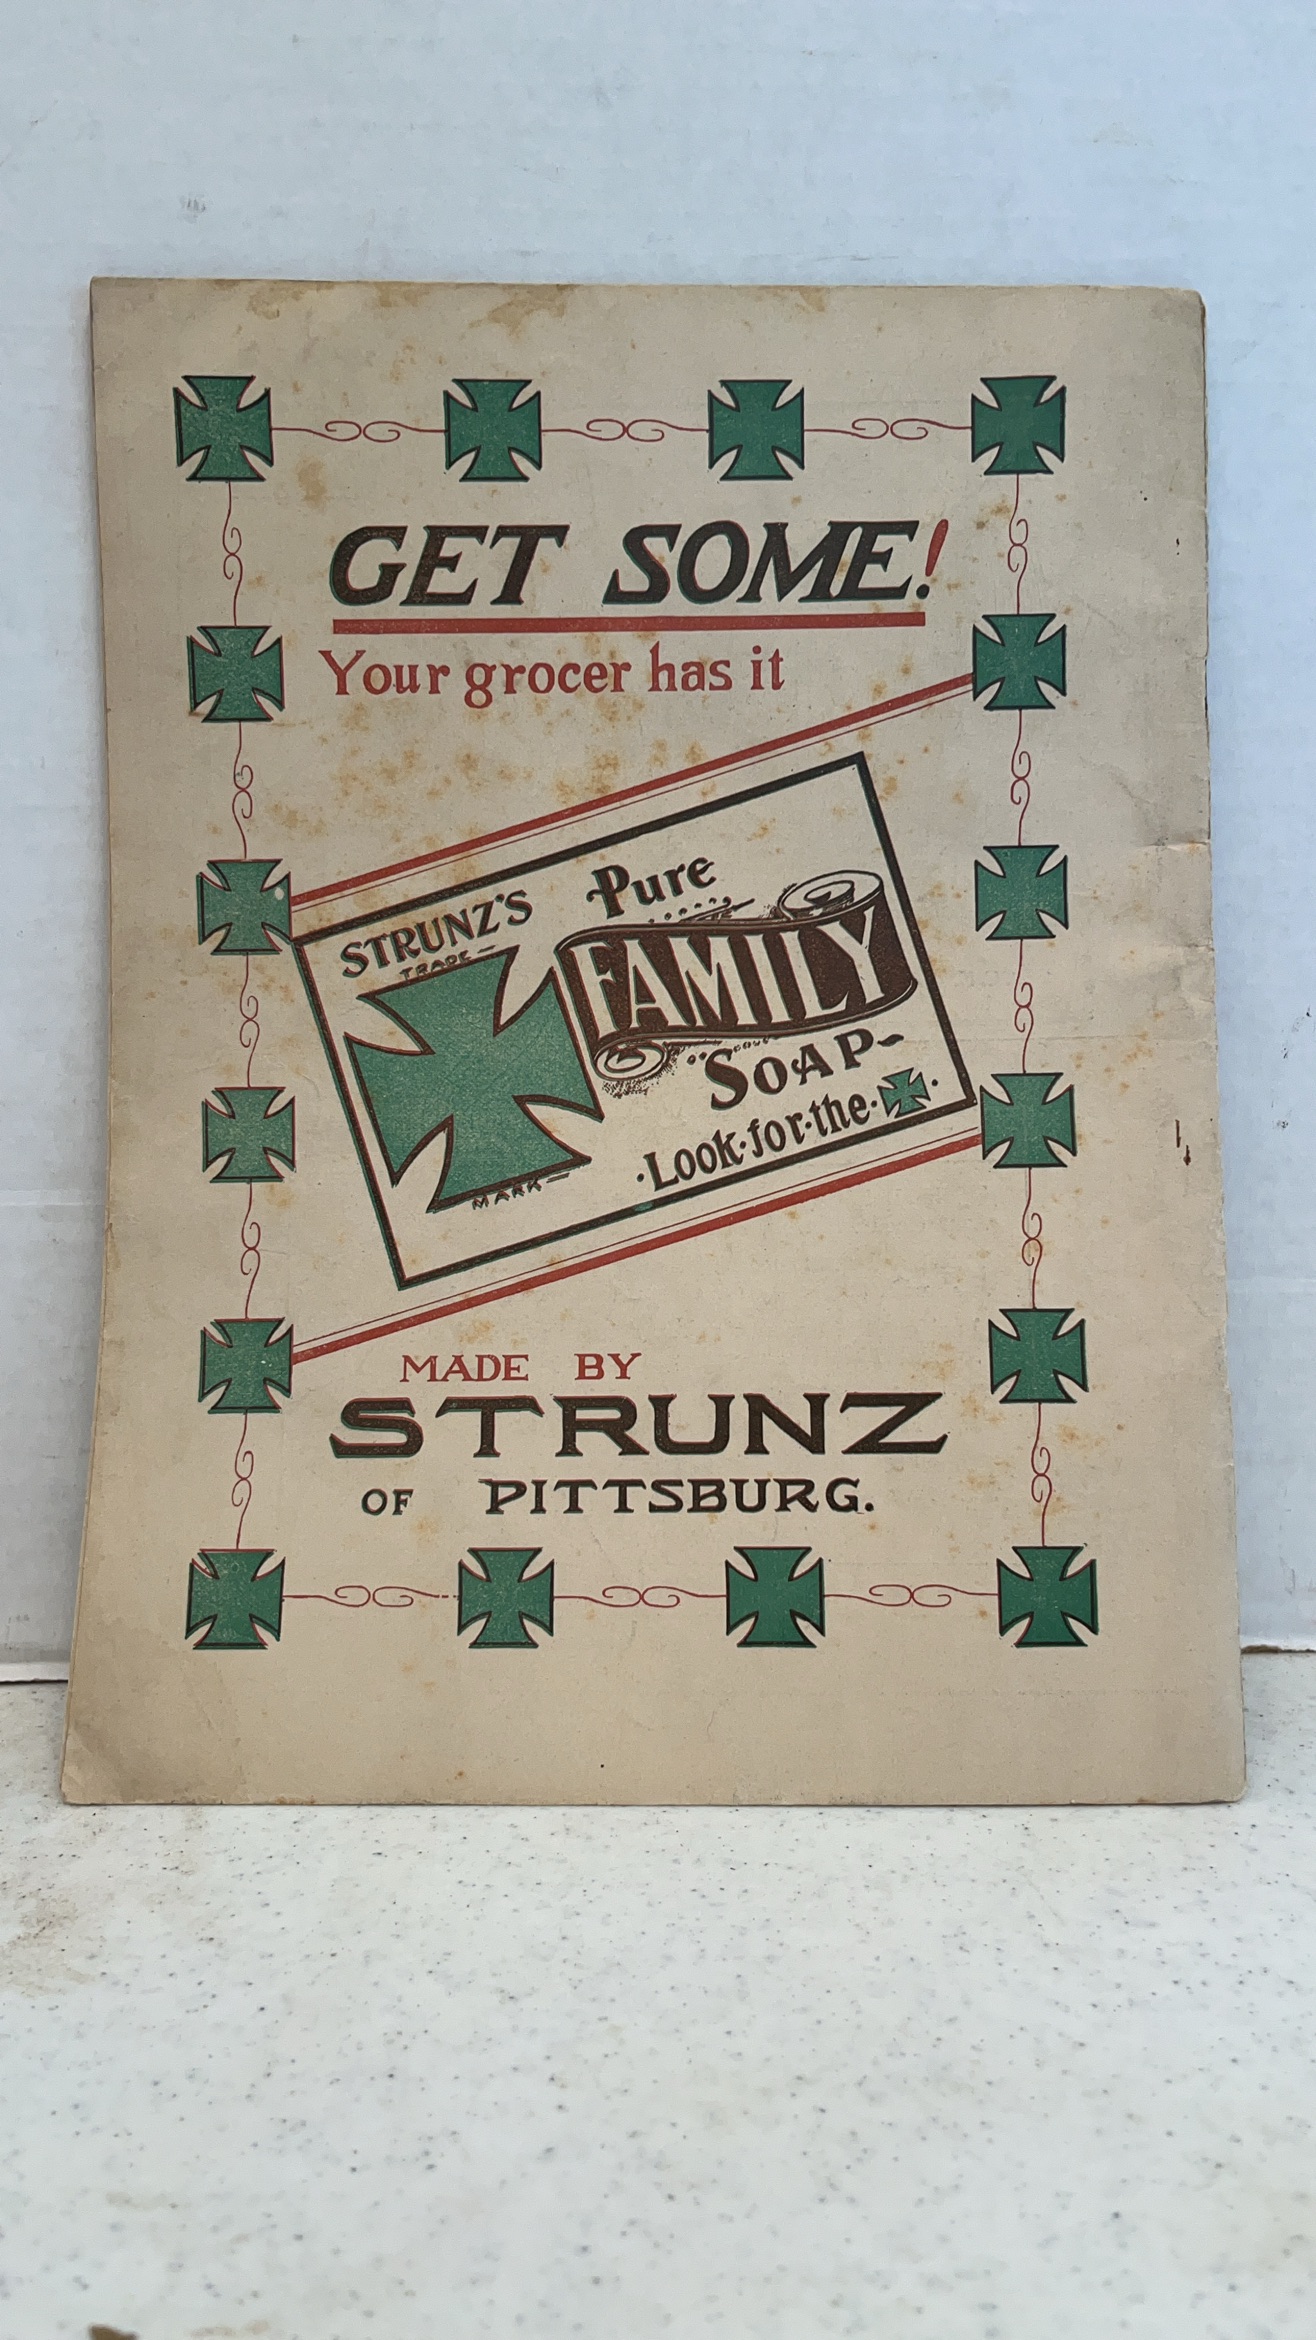 GET SOME!
Your grocer has it
STRUNZ'S Pure
TRADE
FAMILY
SOAP
·Look·for·the·
MARK
MADE BY
STRUNZ
OF PITTSBURG.